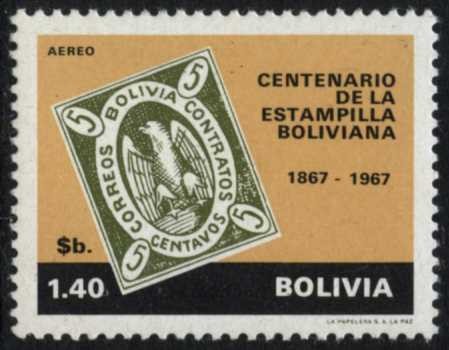 AEREO
CENTENARIO
DE LA
ESTAMPILLA
BOLIVIANA
1867 - 1967
5 5
CORREOS BOLIVIA CONTRATOS
CENTAVOS
5 5
$b.
1.40 BOLIVIA
LA PAPELERA S. A. LA PAZ